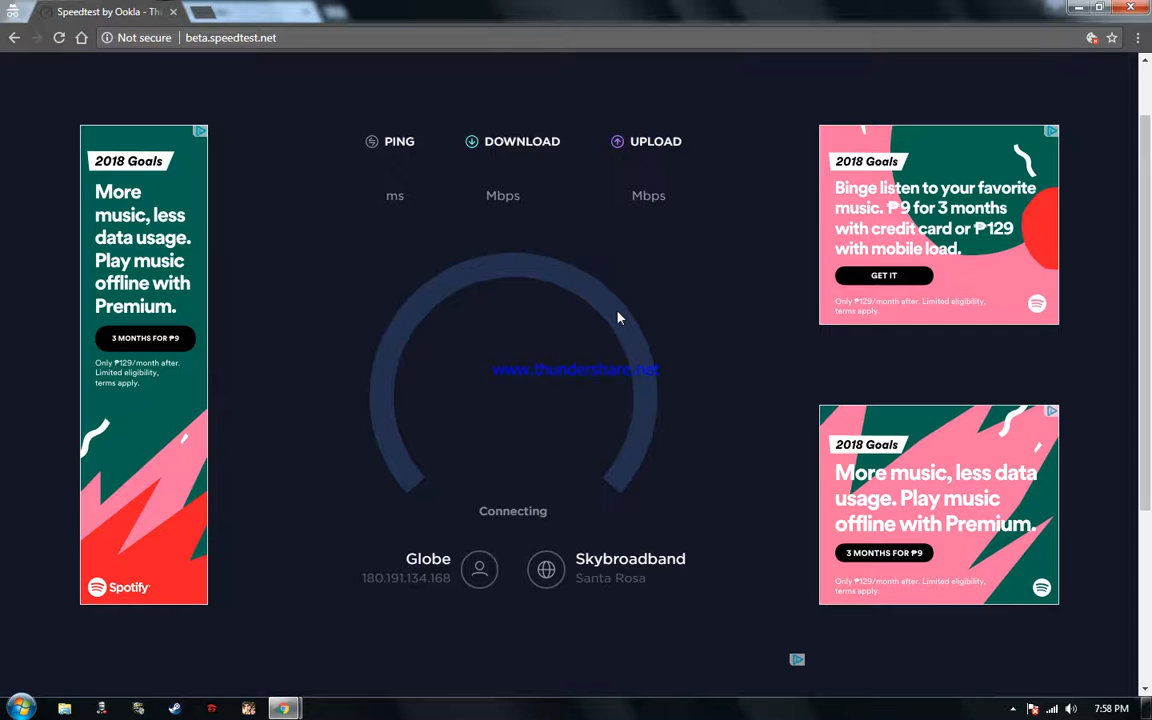 Speedtest by Ookla - Th
Not secure
beta.speedtest.net
2018 Goals
More
music, less
data usage.
Play music
offline with
Premium.
3 MONTHS FOR ₱9
Only ₱129/month after.
Limited eligibility,
terms apply.
Spotify
PING
DOWNLOAD
UPLOAD
ms
Mbps
Mbps
www.thundershare.net
Connecting
Globe
180.191.134.168
Skybroadband
Santa Rosa
2018 Goals
Binge listen to your favorite
music. ₱9 for 3 months
with credit card or ₱129
with mobile load.
GET IT
Only ₱129/month after. Limited eligibility,
terms apply.
2018 Goals
More music, less data
usage. Play music
offline with Premium.
3 MONTHS FOR ₱9
Only ₱129/month after. Limited eligibility,
terms apply.
7:58 PM